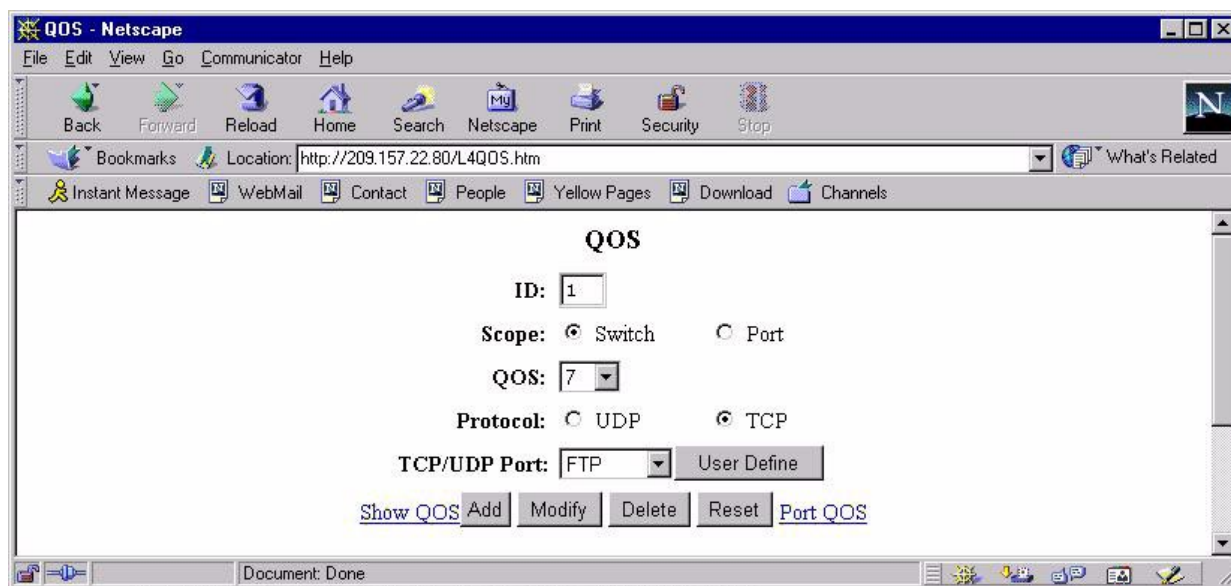 QOS - Netscape
File Edit View Go Communicator Help
Back Forward Reload Home Search Netscape Print Security Stop
My
N
Bookmarks Location: http://209.157.22.80/L4QOS.htm What's Related
Instant Message WebMail Contact People Yellow Pages Download Channels
QOS
ID: 1
Scope: Switch Port
QOS: 7
Protocol: UDP TCP
TCP/UDP Port: FTP User Define
Show QOS Add Modify Delete Reset Port QOS
Document: Done